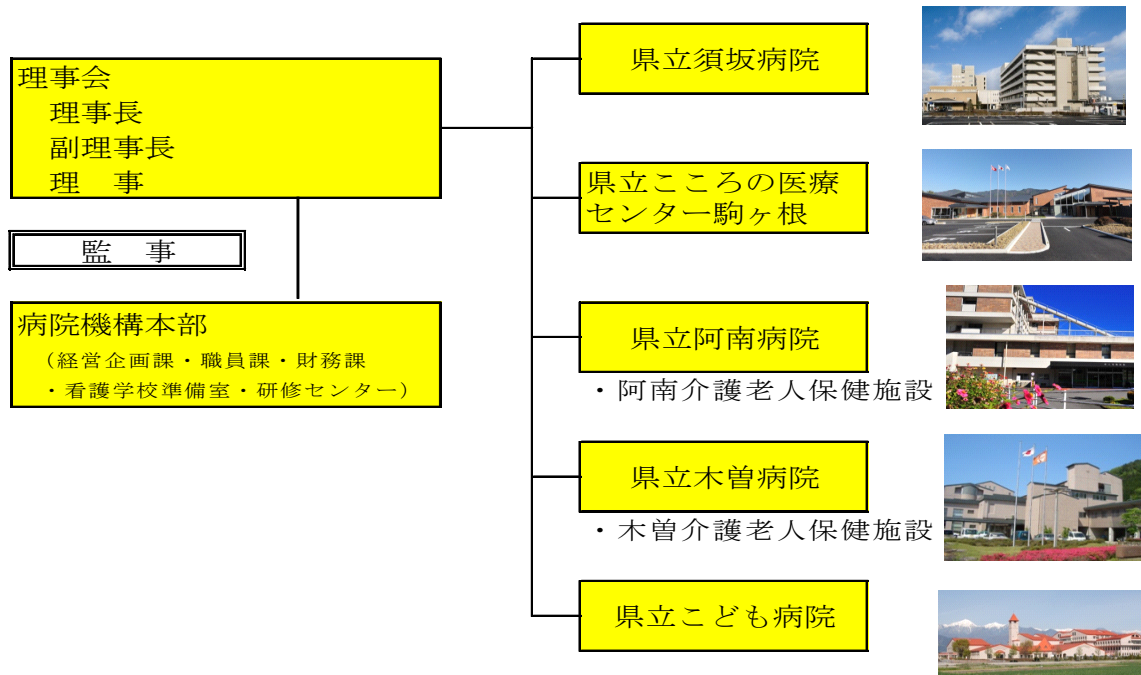 理事会
理事長
副理事長
理　事
監　事
病院機構本部
（経営企画課・職員課・財務課
・看護学校準備室・研修センター）
県立須坂病院
県立こころの医療
センター駒ヶ根
県立阿南病院
・阿南介護老人保健施設
県立木曽病院
・木曽介護老人保健施設
県立こども病院